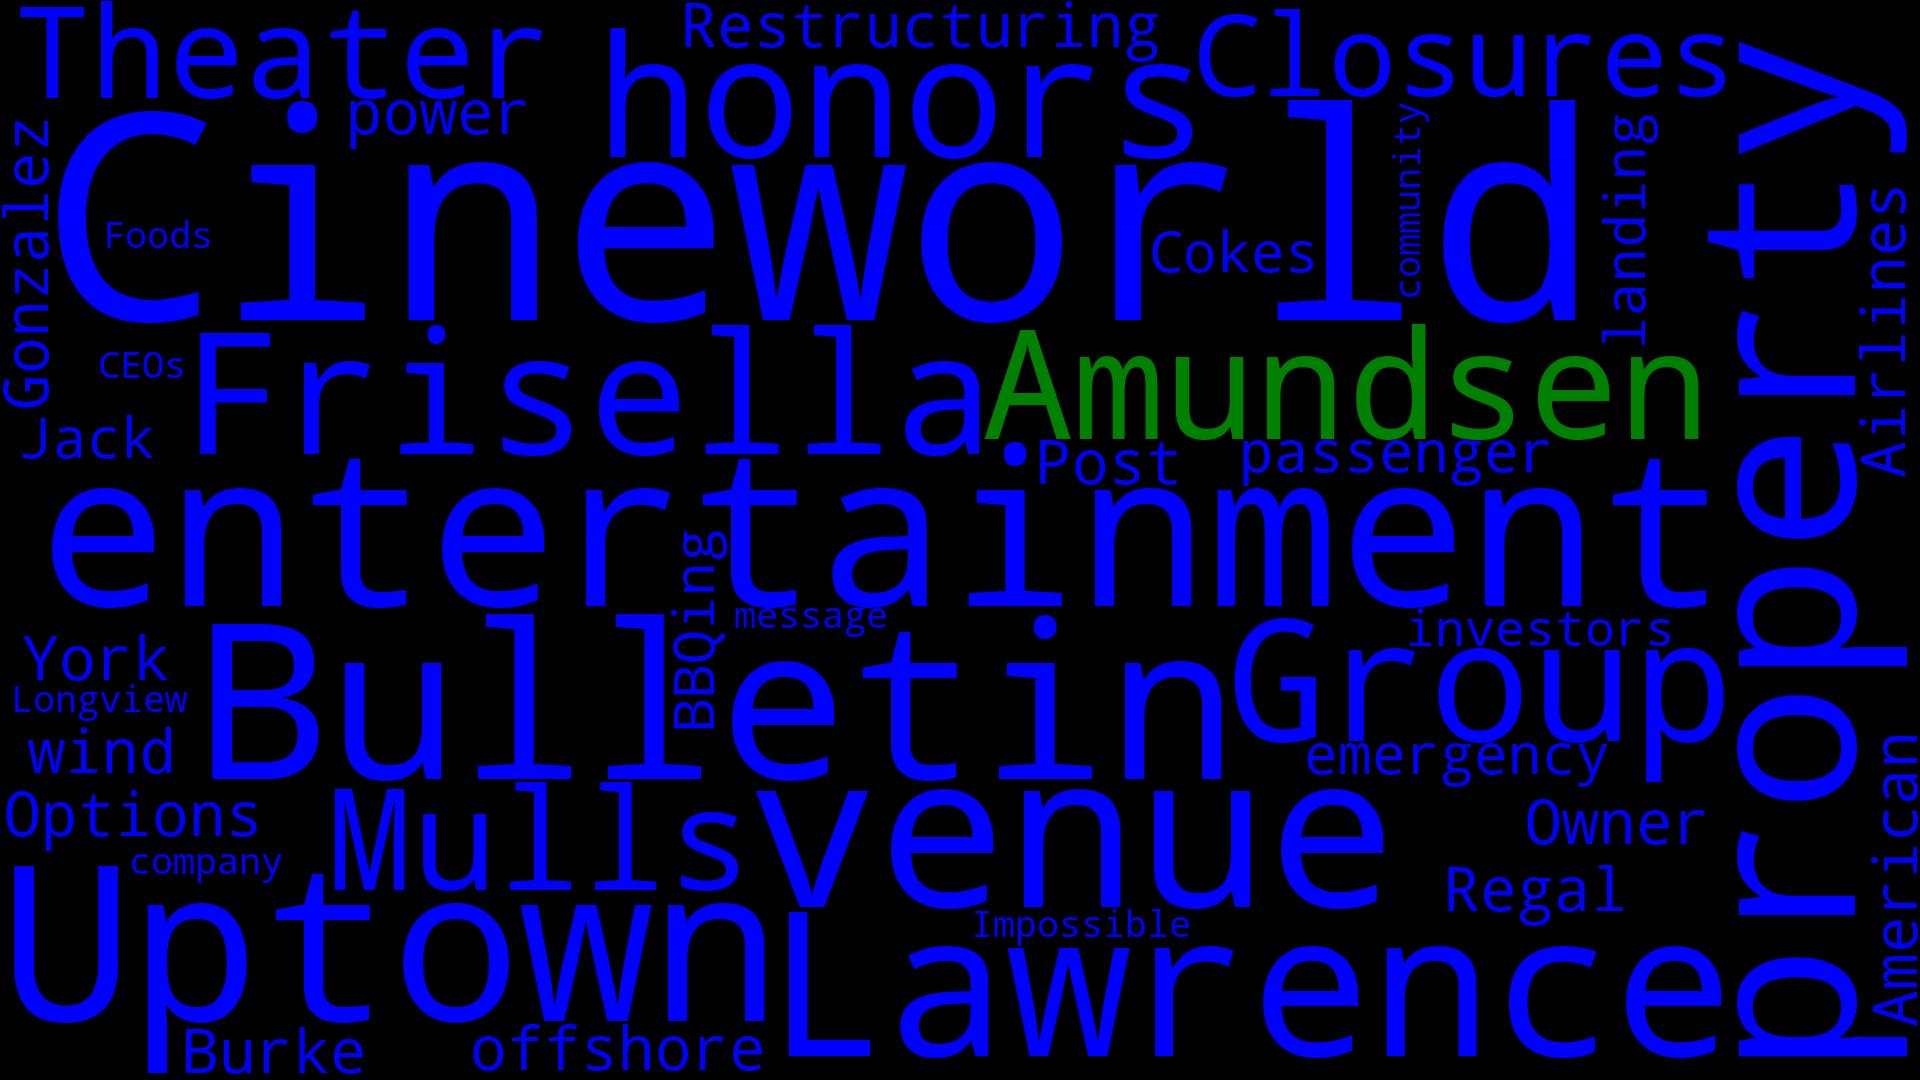 Theater
Restructuring
Closures
honors
power
Cineworld
property
Gonzalez
Foods
Cokes
community
landing
Airlines
Frisella
Amundsen
CEOs
Jack
Post
passenger
entertainment
BBQing
message
investors
York
Longview
Bulletin
Group
wind
emergency
Options
Mulls
venue
Owner
American
company
Regal
Uptown
Impossible
Lawrence
Burke
offshore